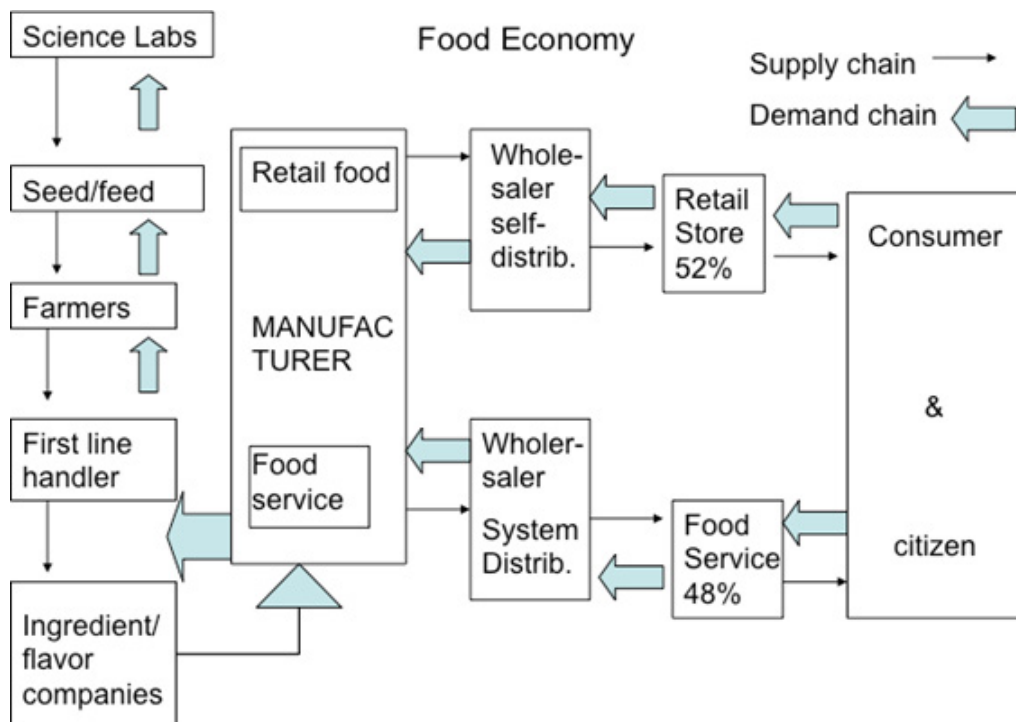 Food Economy
Supply chain
Demand chain
Science Labs
Seed/feed
Farmers
First line
handler
Ingredient/
flavor
companies
Retail food
MANUFAC
TURER
Food
service
Whole-
saler
self-
distrib.
Wholer-
saler
System
Distrib.
Retail
Store
52%
Food
Service
48%
Consumer
&
citizen